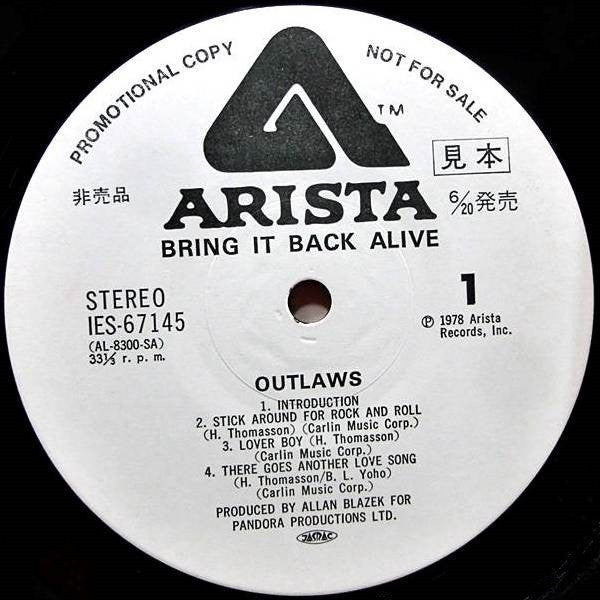 PROMOTIONAL COPY
NOT FOR SALE
TM
非売品
見本
ARISTA
6/20発売
BRING IT BACK ALIVE
STEREO
IES-67145
(AL-8300-SA)
33⅓ r. p. m.
1
℗ 1978 Arista
Records, Inc.
OUTLAWS
1. INTRODUCTION
2. STICK AROUND FOR ROCK AND ROLL
(H. Thomasson) (Carlin Music Corp.)
3. LOVER BOY (H. Thomasson)
(Carlin Music Corp.)
4. THERE GOES ANOTHER LOVE SONG
(H. Thomasson/B. L. Yoho)
(Carlin Music Corp.)
PRODUCED BY ALLAN BLAZEK FOR
PANDORA PRODUCTIONS LTD.
JASRAC